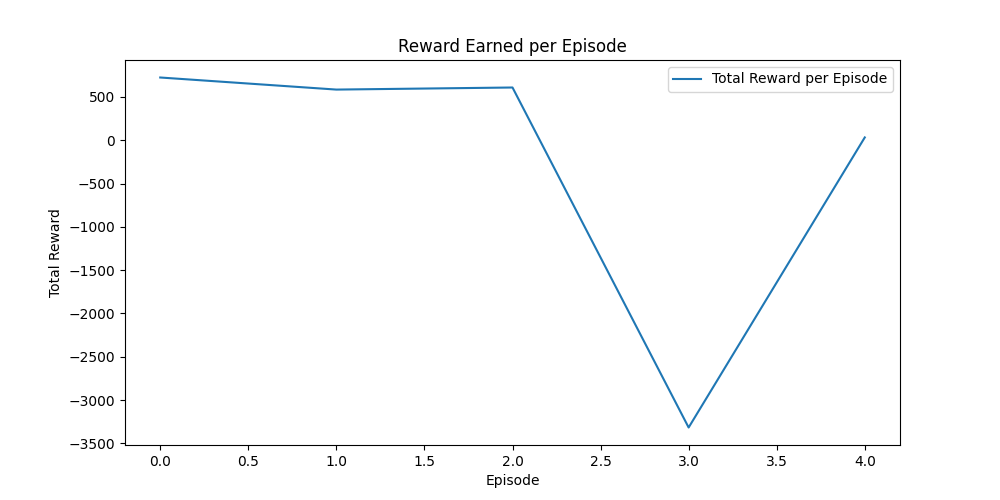 Reward Earned per Episode
Total Reward per Episode
500
0
−500
−1000
−1500
−2000
−2500
−3000
−3500
Total Reward
0.0 0.5 1.0 1.5 2.0 2.5 3.0 3.5 4.0
Episode